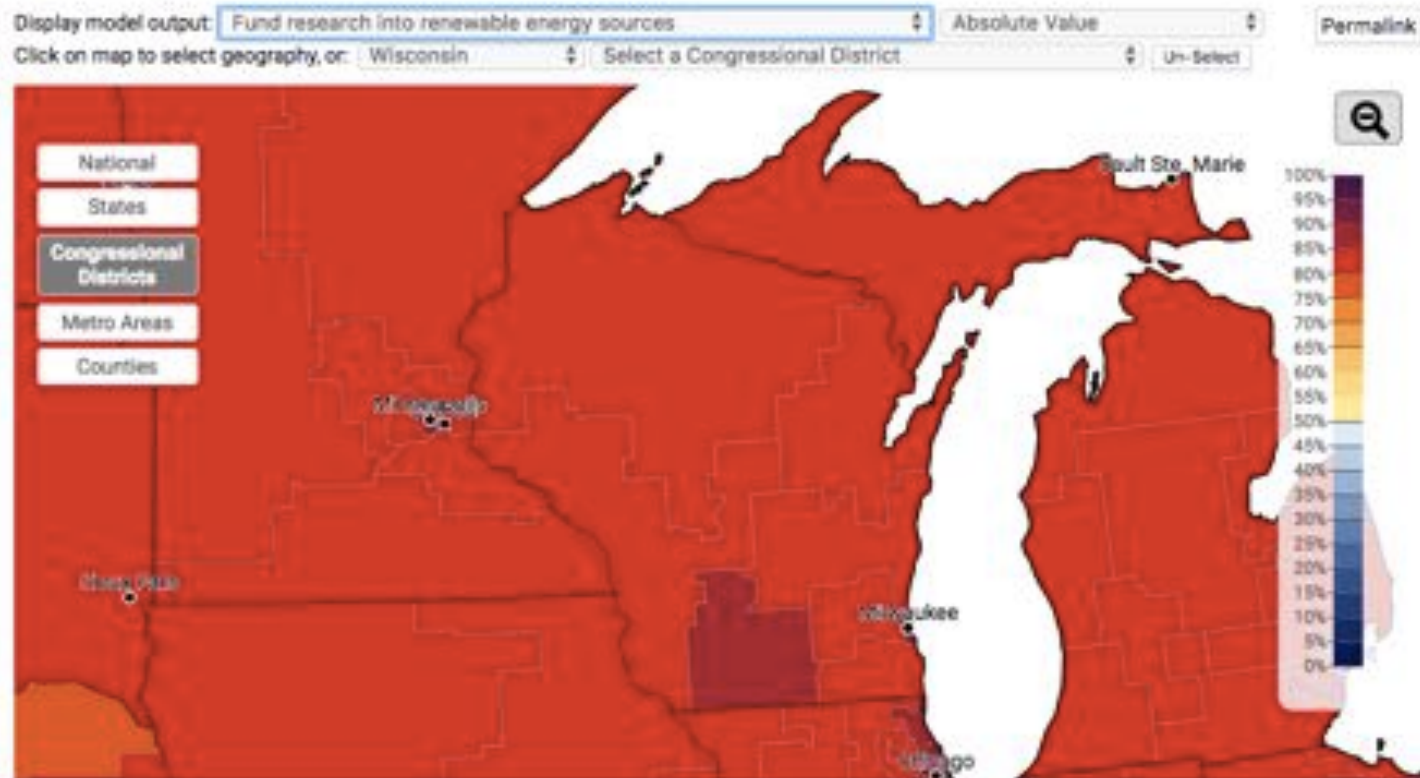 Display model output: Fund research into renewable energy sources Absolute Value Permalink
Click on map to select geography, or: Wisconsin Select a Congressional District Un-Select
National
States
Congressional
Districts
Metro Areas
Counties
Sault Ste. Marie
Milwaukee
100%
95%
90%
85%
80%
75%
70%
65%
60%
55%
50%
45%
40%
35%
30%
25%
20%
15%
10%
5%
0%